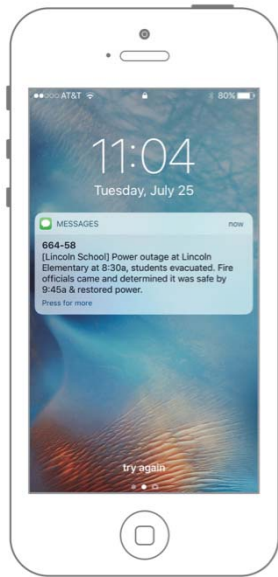 AT&T 80%
11:04
Tuesday, July 25
MESSAGES now
664-58
[Lincoln School] Power outage at Lincoln
Elementary at 8:30a, students evacuated. Fire
officials came and determined it was safe by
9:45a & restored power.
Press for more
try again